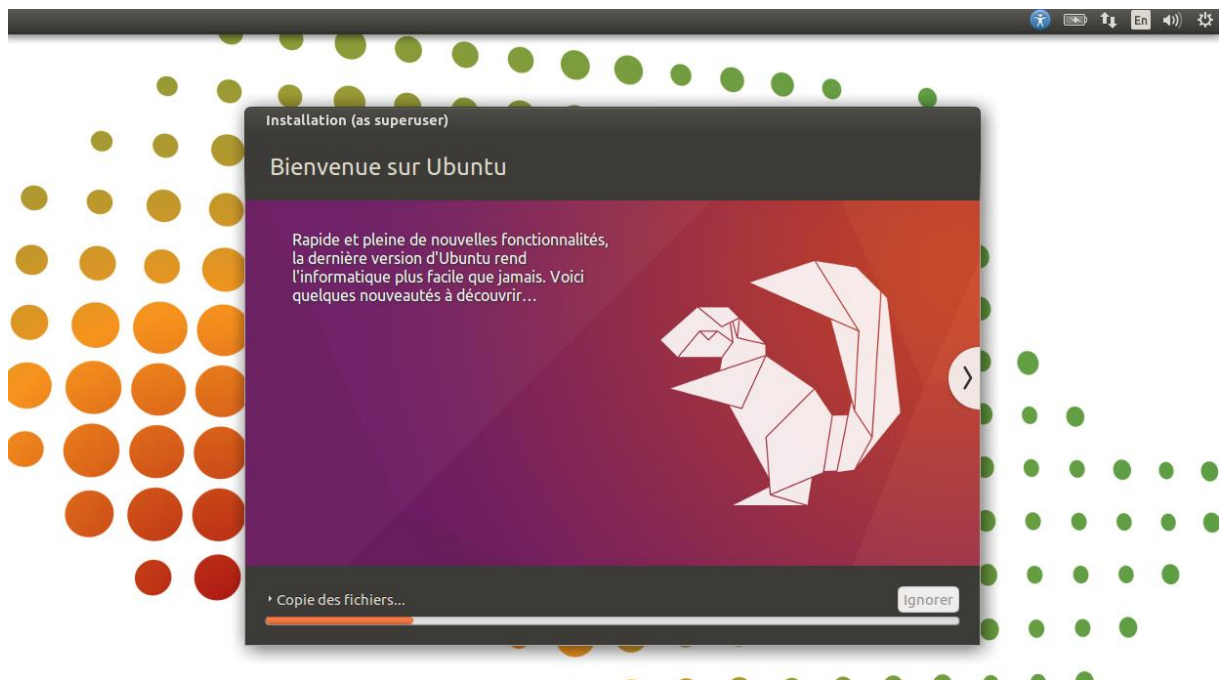 En
Installation (as superuser)
Bienvenue sur Ubuntu
Rapide et pleine de nouvelles fonctionnalités,
la dernière version d'Ubuntu rend
l'informatique plus facile que jamais. Voici
quelques nouveautés à découvrir…
Copie des fichiers...
Ignorer